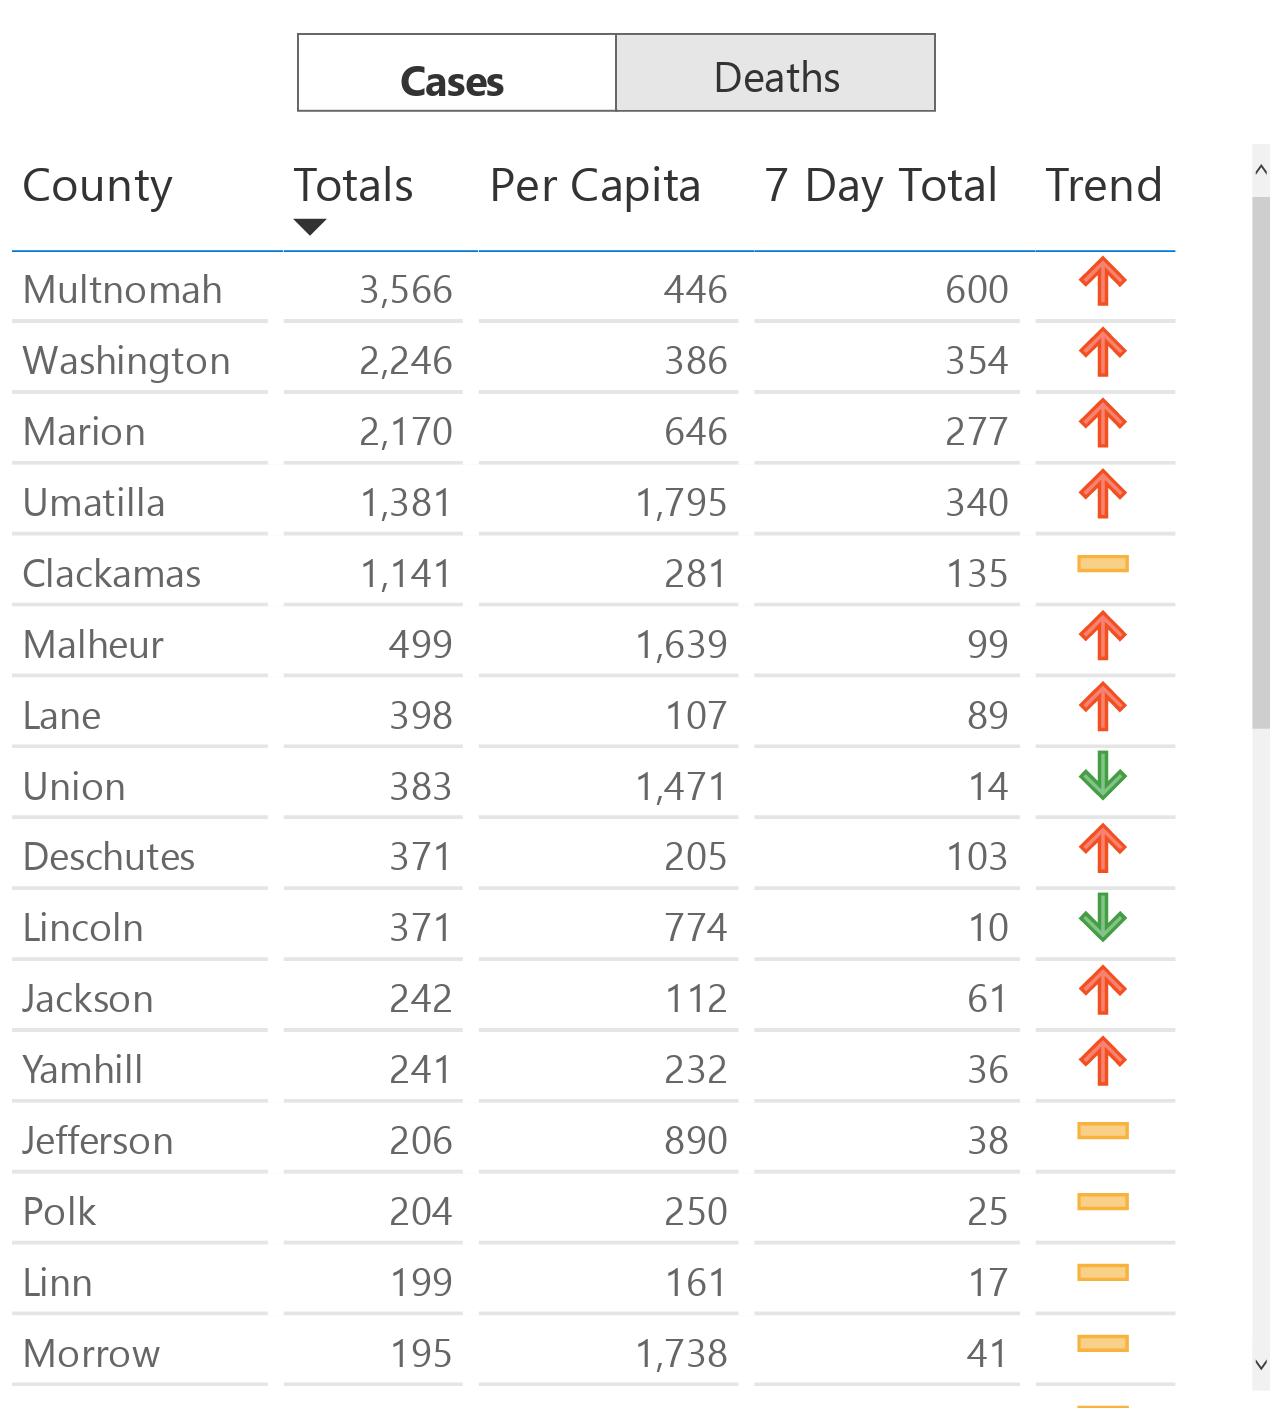 Cases Deaths
County Totals Per Capita 7 Day Total Trend
Multnomah 3,566 446 600
Washington 2,246 386 354
Marion 2,170 646 277
Umatilla 1,381 1,795 340
Clackamas 1,141 281 135
Malheur 499 1,639 99
Lane 398 107 89
Union 383 1,471 14
Deschutes 371 205 103
Lincoln 371 774 10
Jackson 242 112 61
Yamhill 241 232 36
Jefferson 206 890 38
Polk 204 250 25
Linn 199 161 17
Morrow 195 1,738 41